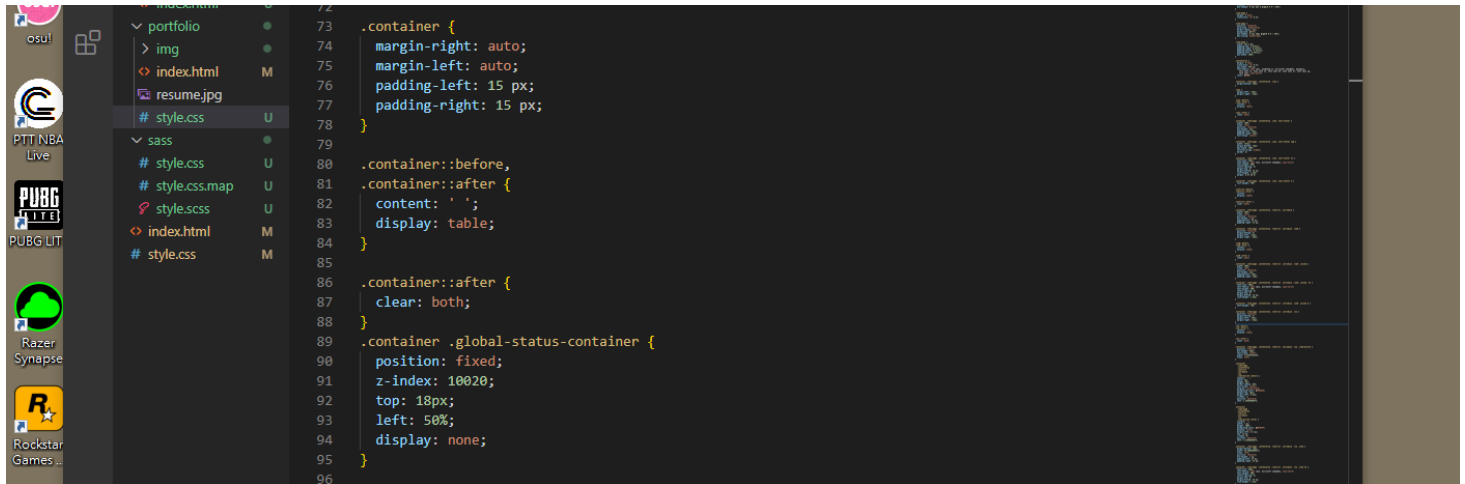 osu!
PTT NBA
Live
PUBG
LITE
PUBG LIT
Razer
Synapse
R
Rockstar
Games ...
index.html U
portfolio
img
index.html M
resume.jpg
# style.css U
sass
# style.css U
# style.css.map U
style.scss U
index.html M
# style.css M
72
73 .container {
74 margin-right: auto;
75 margin-left: auto;
76 padding-left: 15 px;
77 padding-right: 15 px;
78 }
79
80 .container::before,
81 .container::after {
82 content: ' ';
83 display: table;
84 }
85
86 .container::after {
87 clear: both;
88 }
89 .container .global-status-container {
90 position: fixed;
91 z-index: 10020;
92 top: 18px;
93 left: 50%;
94 display: none;
95 }
96